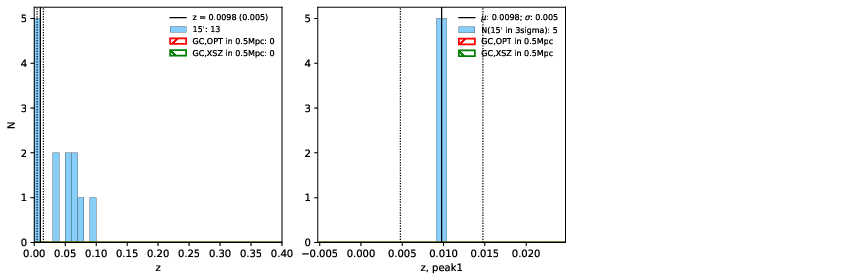 z = 0.0098 (0.005)
15': 13
GC,OPT in 0.5Mpc: 0
GC,XSZ in 0.5Mpc: 0
N
5
4
3
2
1
0
0.00 0.05 0.10 0.15 0.20 0.25 0.30 0.35 0.40
z
μ: 0.0098; σ: 0.005
N(15' in 3sigma): 5
GC,OPT in 0.5Mpc
GC,XSZ in 0.5Mpc
5
4
3
2
1
0
−0.005 0.000 0.005 0.010 0.015 0.020
z, peak1